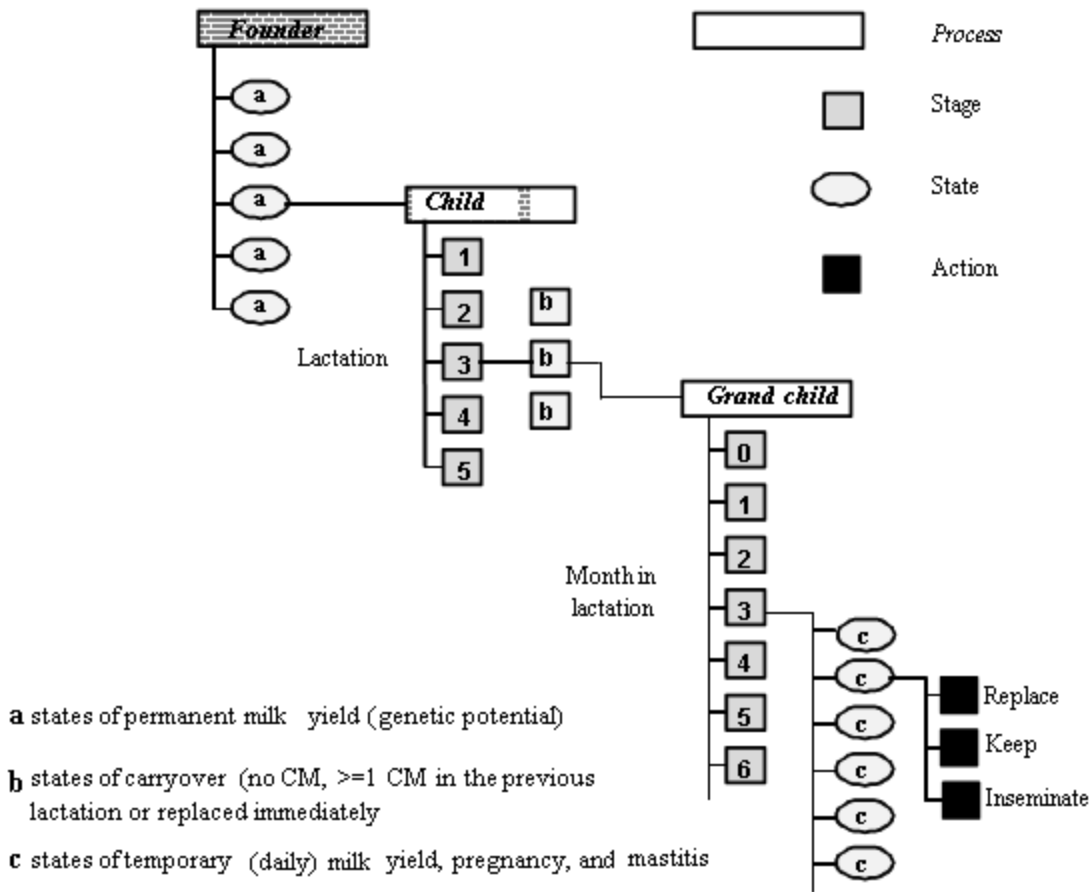 Founder
Process
a
Stage
a
State
a
Child
a
1
Action
a
2
b
Lactation
3
b
4
b
Grand child
5
0
1
2
Month in
lactation
3
c
4
c
Replace
a states of permanent milk yield (genetic potential)
5
c
Keep
6
c
b states of carryover (no CM, >=1 CM in the previous
lactation or replaced immediately
Inseminate
c
c states of temporary (daily) milk yield, pregnancy, and mastitis
c